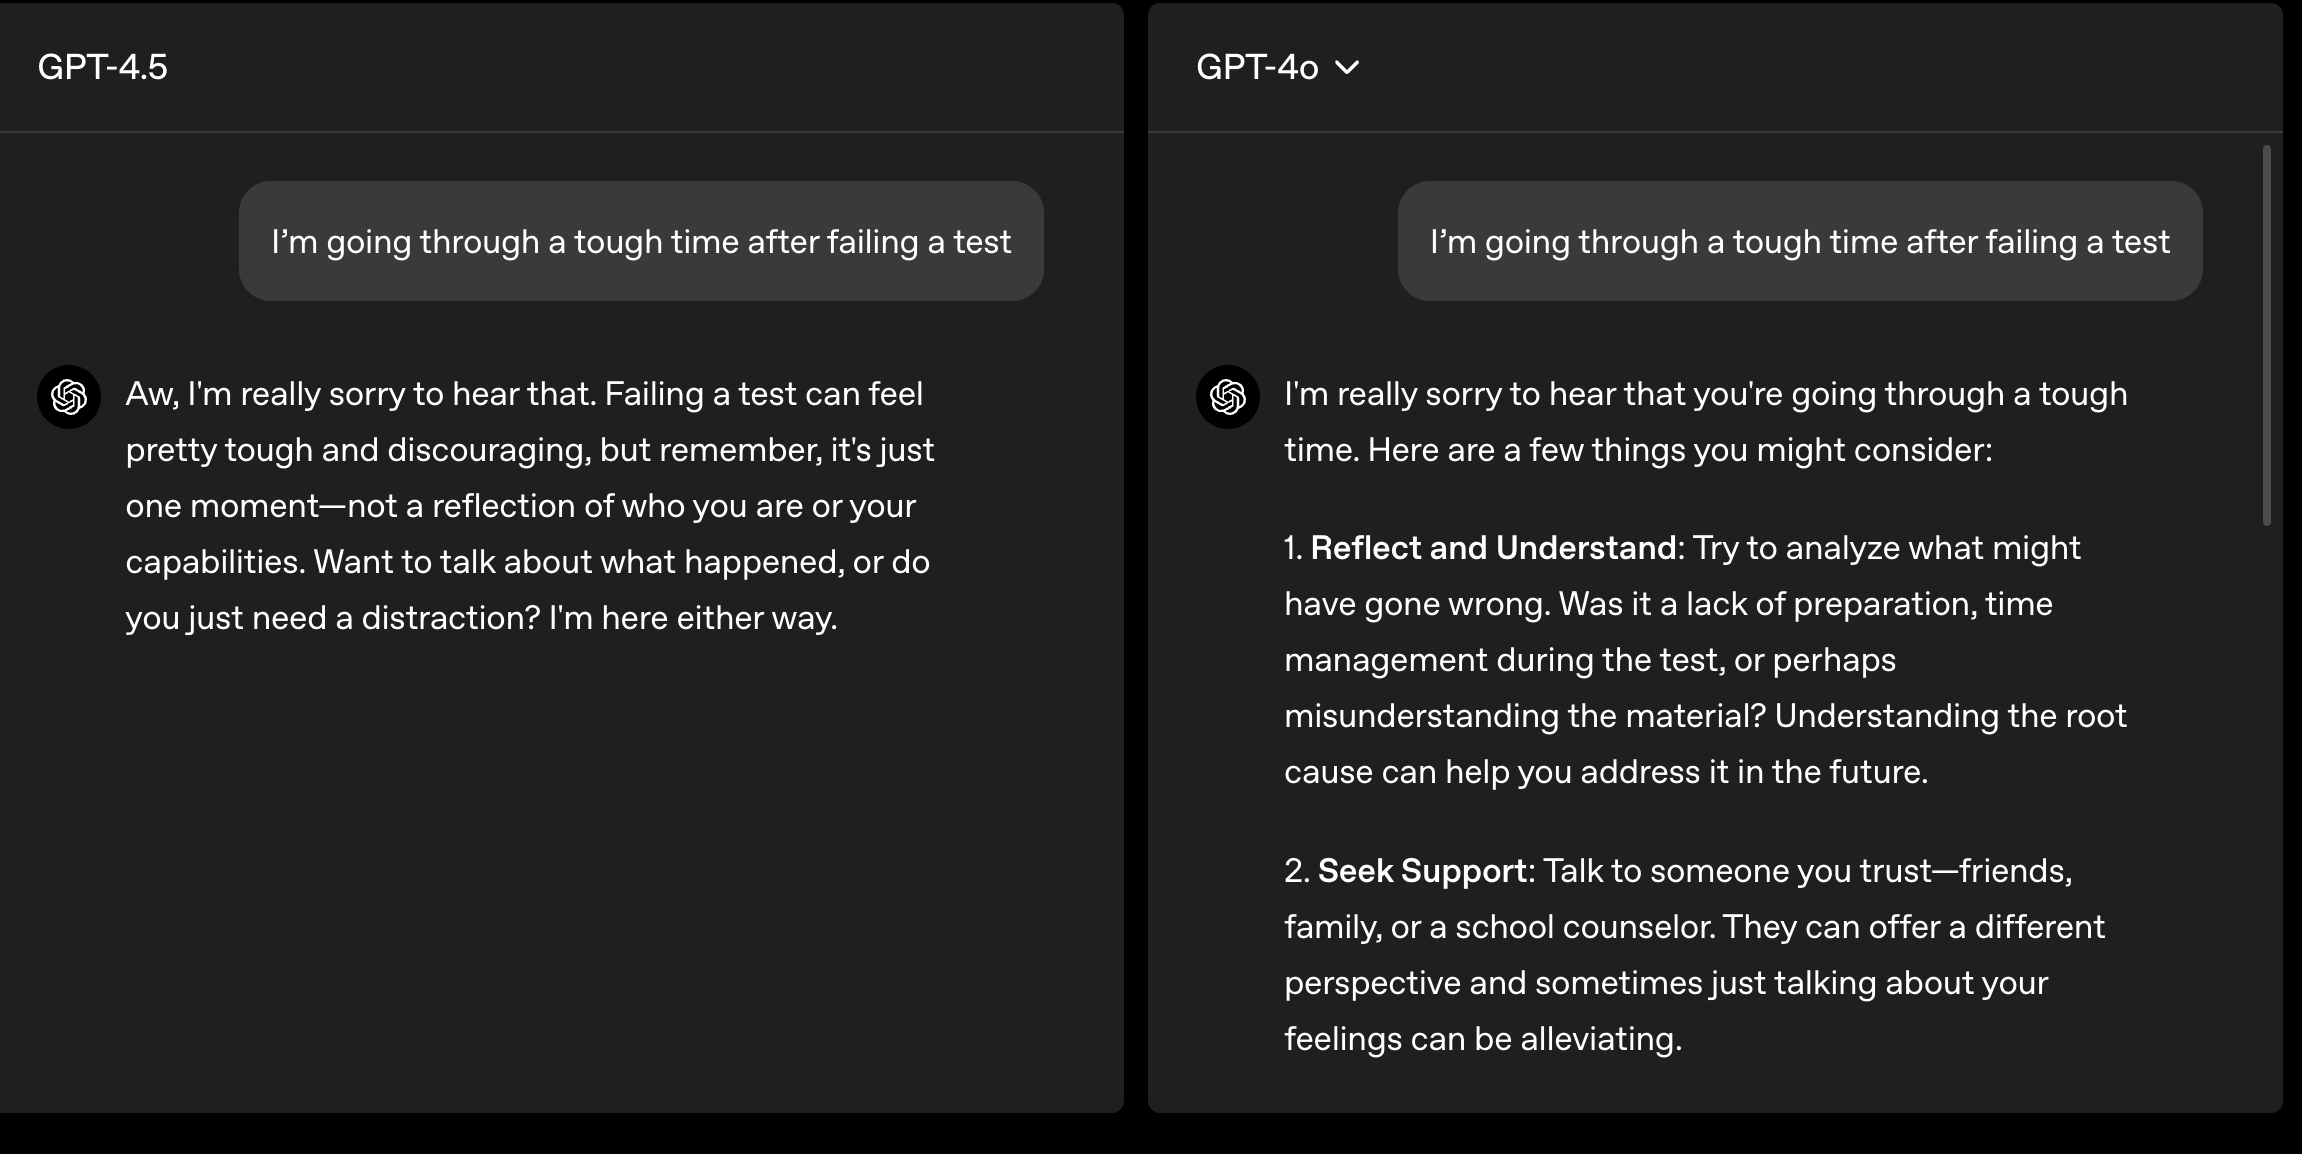 GPT-4.5
I’m going through a tough time after failing a test
Aw, I'm really sorry to hear that. Failing a test can feel
pretty tough and discouraging, but remember, it's just
one moment—not a reflection of who you are or your
capabilities. Want to talk about what happened, or do
you just need a distraction? I'm here either way.
GPT-4o
I’m going through a tough time after failing a test
I'm really sorry to hear that you're going through a tough
time. Here are a few things you might consider:
1. Reflect and Understand: Try to analyze what might
have gone wrong. Was it a lack of preparation, time
management during the test, or perhaps
misunderstanding the material? Understanding the root
cause can help you address it in the future.
2. Seek Support: Talk to someone you trust—friends,
family, or a school counselor. They can offer a different
perspective and sometimes just talking about your
feelings can be alleviating.